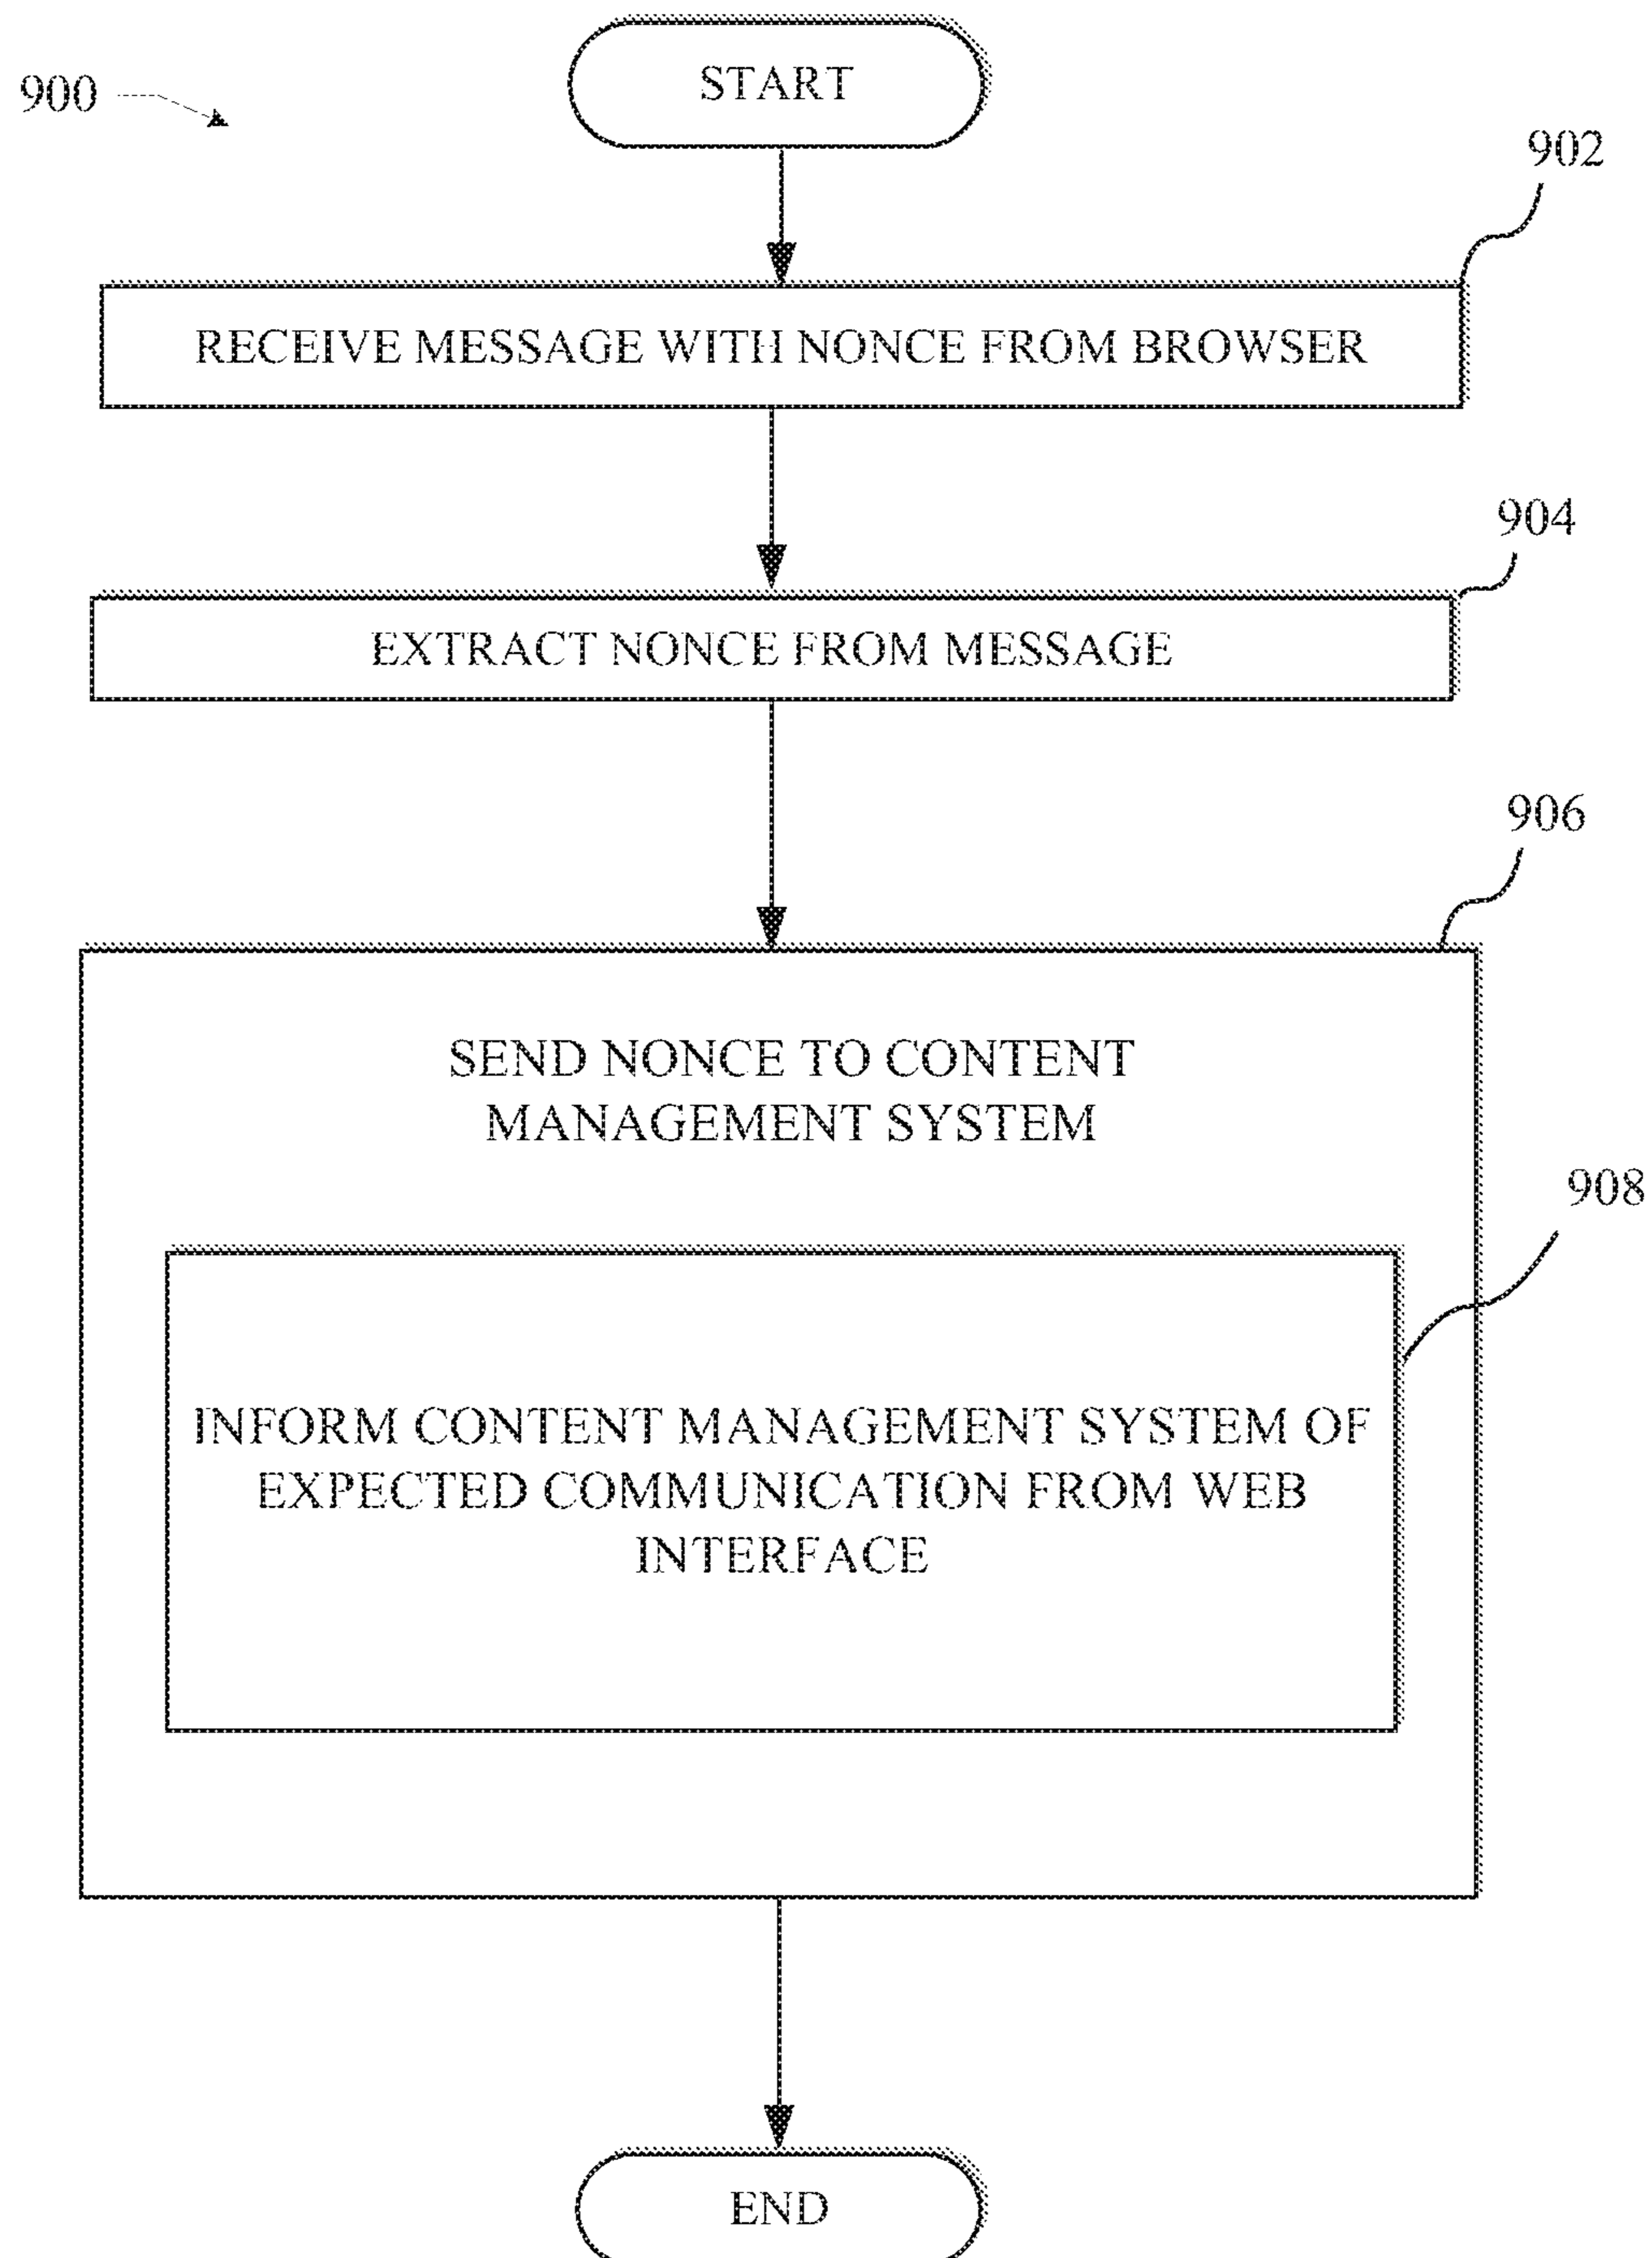 START
900
902
RECEIVE MESSAGE WITH NONCE FROM BROWSER
904
EXTRACT NONCE FROM MESSAGE
906
SEND NONCE TO CONTENT
MANAGEMENT SYSTEM
908
INFORM CONTENT MANAGEMENT SYSTEM OF
EXPECTED COMMUNICATION FROM WEB
INTERFACE
END